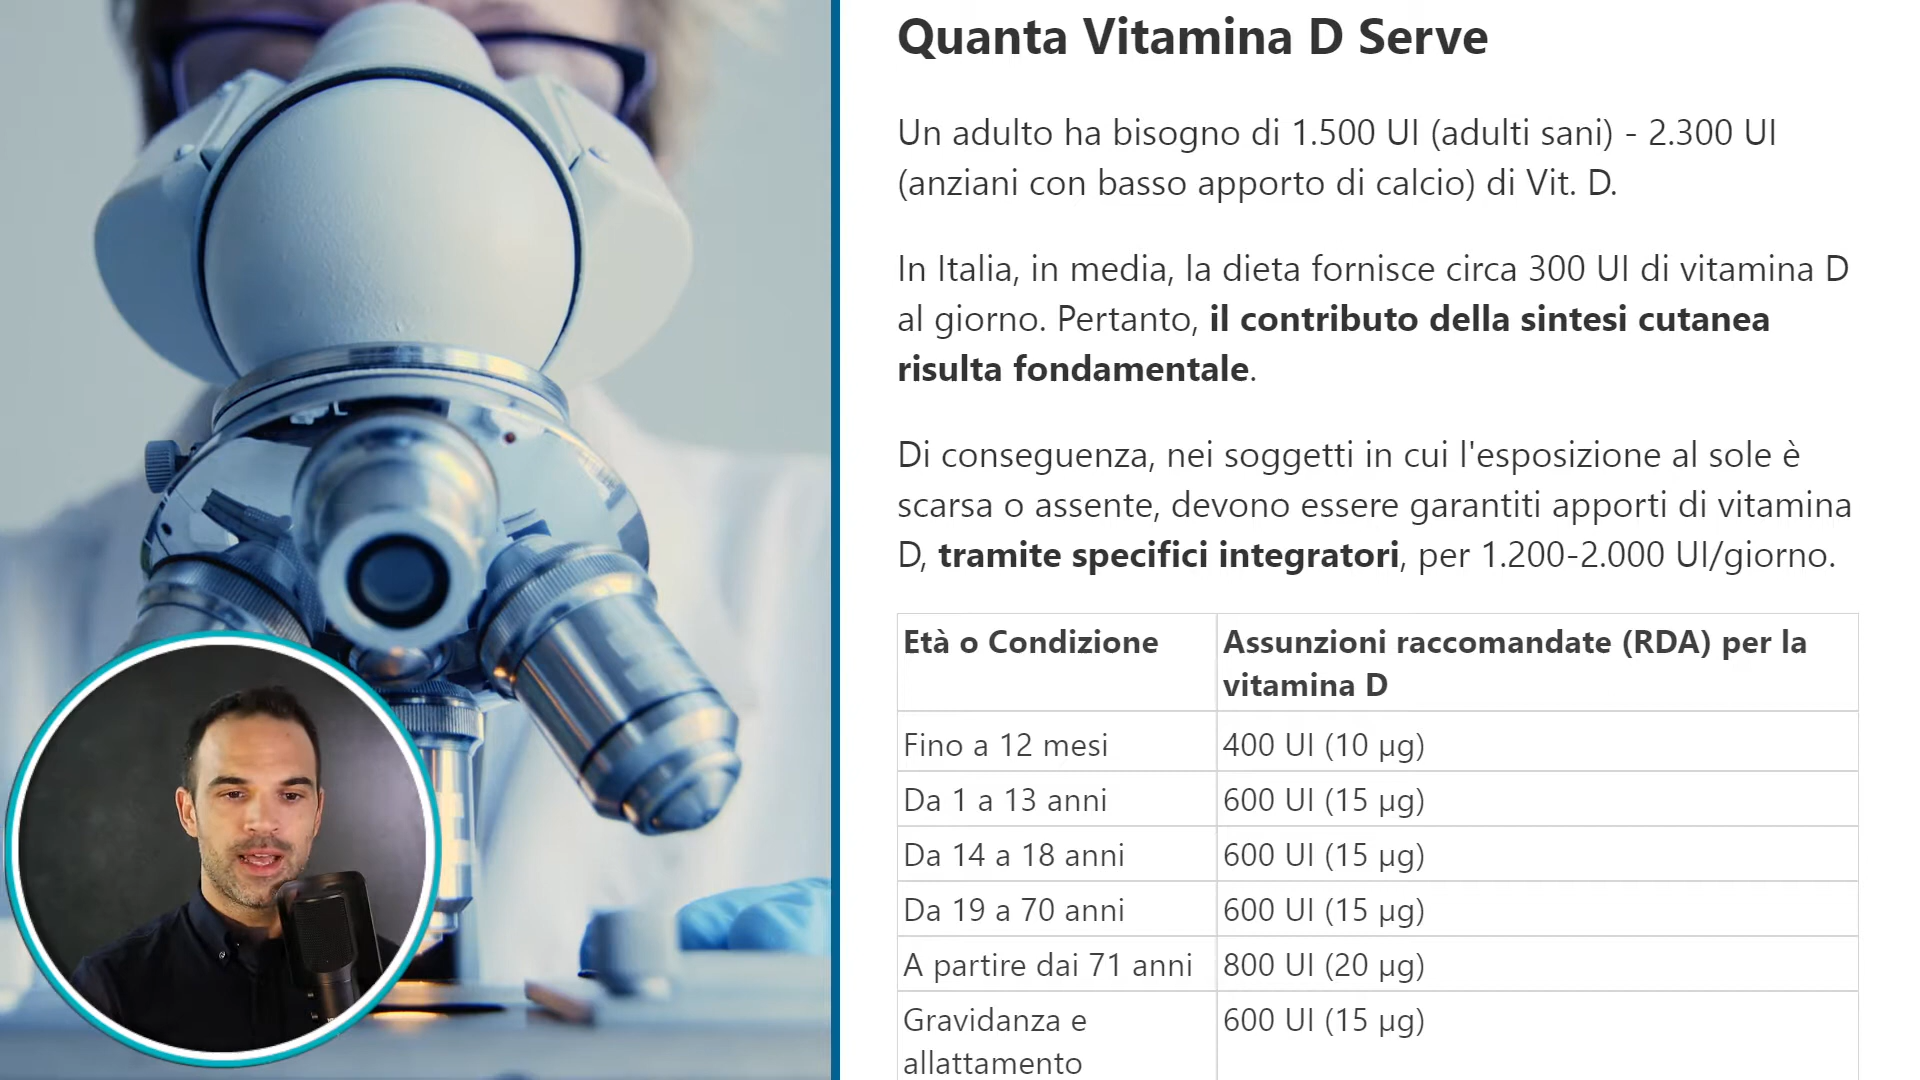 Quanta Vitamina D Serve
Un adulto ha bisogno di 1.500 UI (adulti sani) - 2.300 UI
(anziani con basso apporto di calcio) di Vit. D.
In Italia, in media, la dieta fornisce circa 300 UI di vitamina D
al giorno. Pertanto, il contributo della sintesi cutanea
risulta fondamentale.
Di conseguenza, nei soggetti in cui l'esposizione al sole è
scarsa o assente, devono essere garantiti apporti di vitamina
D, tramite specifici integratori, per 1.200-2.000 UI/giorno.
Età o Condizione Assunzioni raccomandate (RDA) per la
vitamina D
Fino a 12 mesi 400 UI (10 µg)
Da 1 a 13 anni 600 UI (15 µg)
Da 14 a 18 anni 600 UI (15 µg)
Da 19 a 70 anni 600 UI (15 µg)
A partire dai 71 anni 800 UI (20 µg)
Gravidanza e 600 UI (15 µg)
allattamento